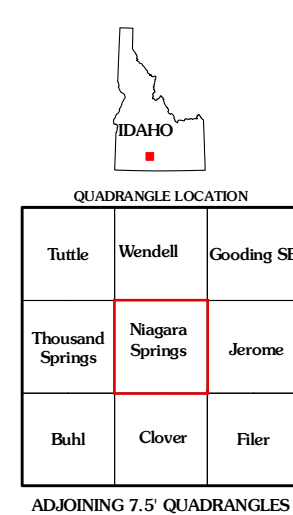 IDAHO
QUADRANGLE LOCATION
Tuttle Wendell Gooding SE
Thousand Springs Niagara Springs Jerome
Buhl Clover Filer
ADJOINING 7.5' QUADRANGLES